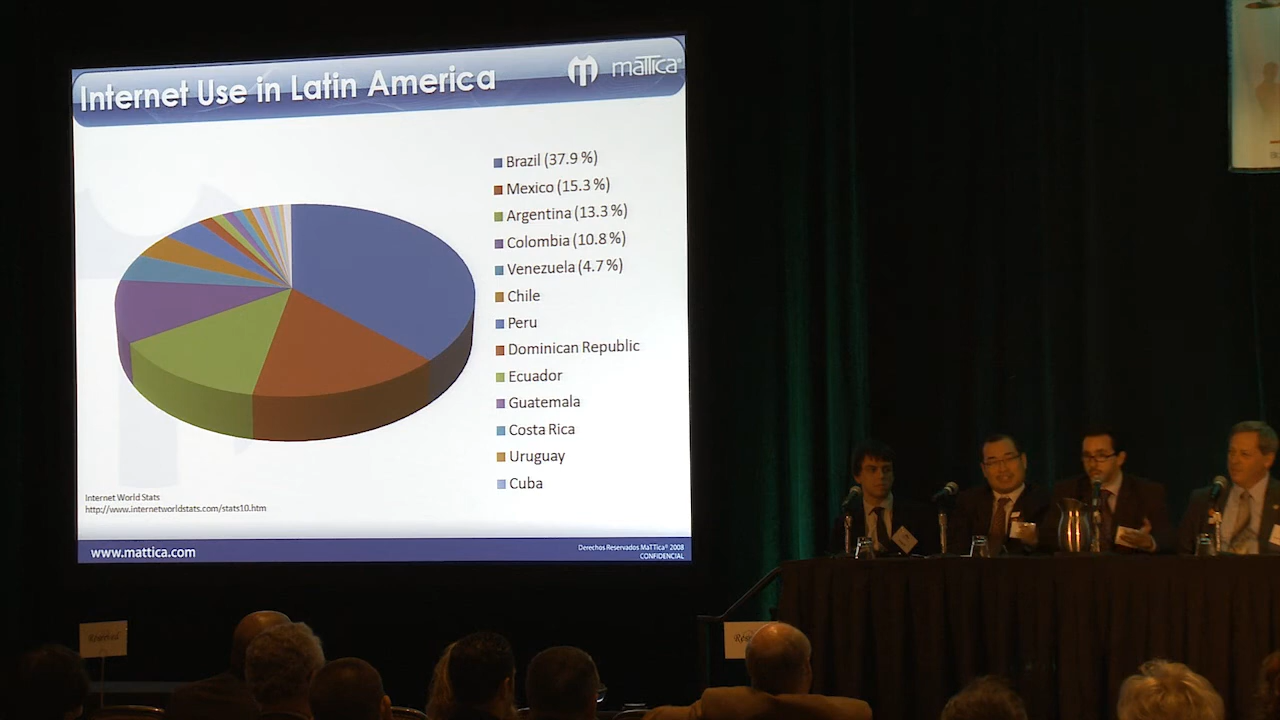 Internet Use in Latin America
maTTica®
Brazil (37.9 %)
Mexico (15.3 %)
Argentina (13.3 %)
Colombia (10.8 %)
Venezuela (4.7 %)
Chile
Peru
Dominican Republic
Ecuador
Guatemala
Costa Rica
Uruguay
Cuba
Internet World Stats
http://www.internetworldstats.com/stats10.htm
www.mattica.com
Derechos Reservados MaTTica® 2008
CONFIDENCIAL
Reserved